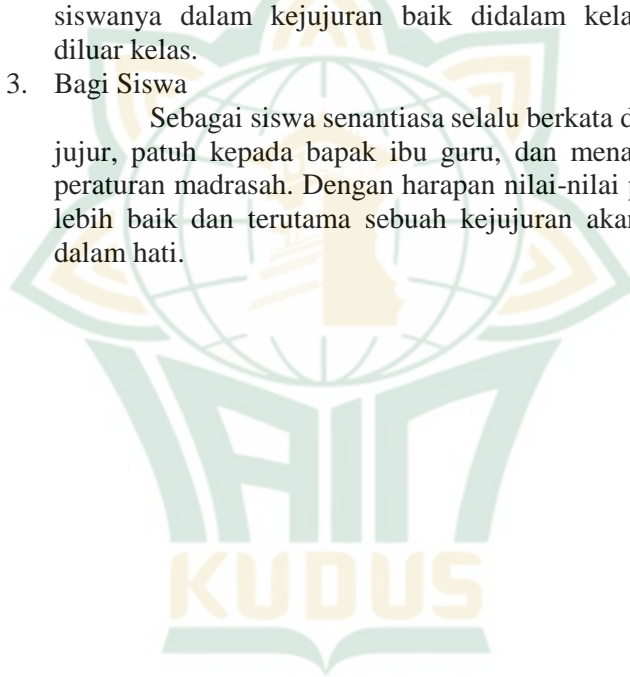 siswanya dalam kejujuran baik didalam kela
diluar kelas.
3. Bagi Siswa
Sebagai siswa senantiasa selalu berkata d
jujur, patuh kepada bapak ibu guru, dan mena
peraturan madrasah. Dengan harapan nilai-nilai p
lebih baik dan terutama sebuah kejujuran akan
dalam hati.
IAIN
KUDUS